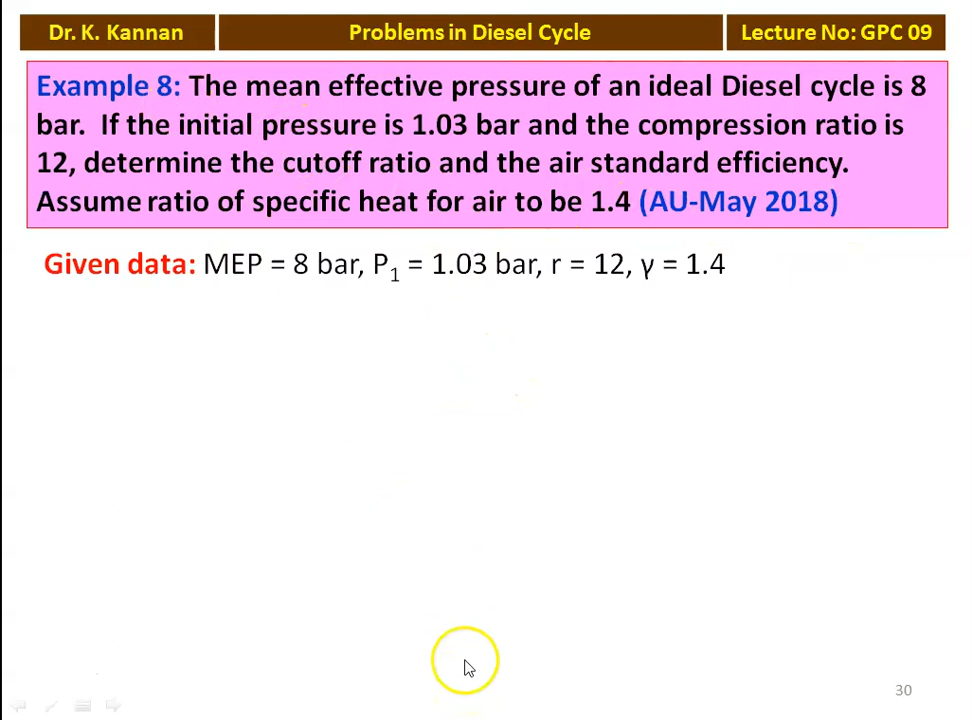 Dr. K. Kannan
Problems in Diesel Cycle
Lecture No: GPC 09
Example 8: The mean effective pressure of an ideal Diesel cycle is 8
bar.  If the initial pressure is 1.03 bar and the compression ratio is
12, determine the cutoff ratio and the air standard efficiency.
Assume ratio of specific heat for air to be 1.4 (AU-May 2018)
Given data: MEP = 8 bar, P₁ = 1.03 bar, r = 12, γ = 1.4
30